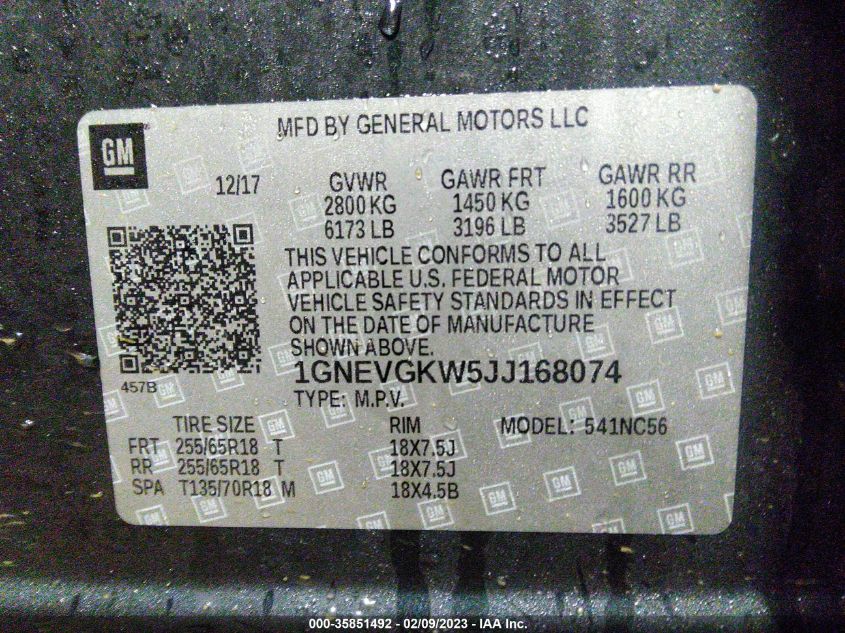 GM
MFD BY GENERAL MOTORS LLC
12/17
GVWR GAWR FRT GAWR RR
2800 KG 1450 KG 1600 KG
6173 LB 3196 LB 3527 LB
THIS VEHICLE CONFORMS TO ALL
APPLICABLE U.S. FEDERAL MOTOR
VEHICLE SAFETY STANDARDS IN EFFECT
ON THE DATE OF MANUFACTURE
SHOWN ABOVE.
457B
1GNEVGKW5JJ168074
TYPE: M.P.V.
TIRE SIZE RIM MODEL: 541NC56
FRT 255/65R18 T 18X7.5J
RR 255/65R18 T 18X7.5J
SPA T135/70R18 M 18X4.5B
000-35851492 - 02/09/2023 - IAA Inc.